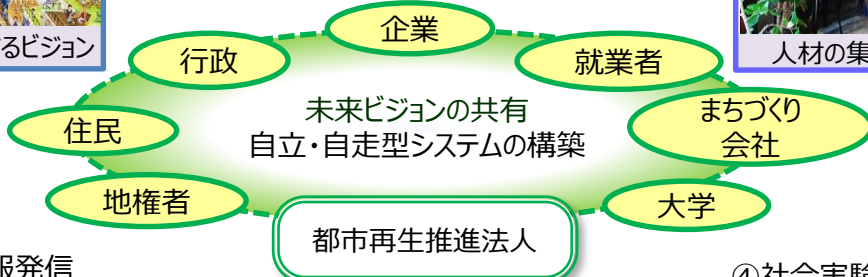 るビジョン
企業
行政
就業者
人材の集
未来ビジョンの共有
自立・自走型システムの構築
住民
まちづくり
会社
地権者
大学
都市再生推進法人
報発信
④社会実験